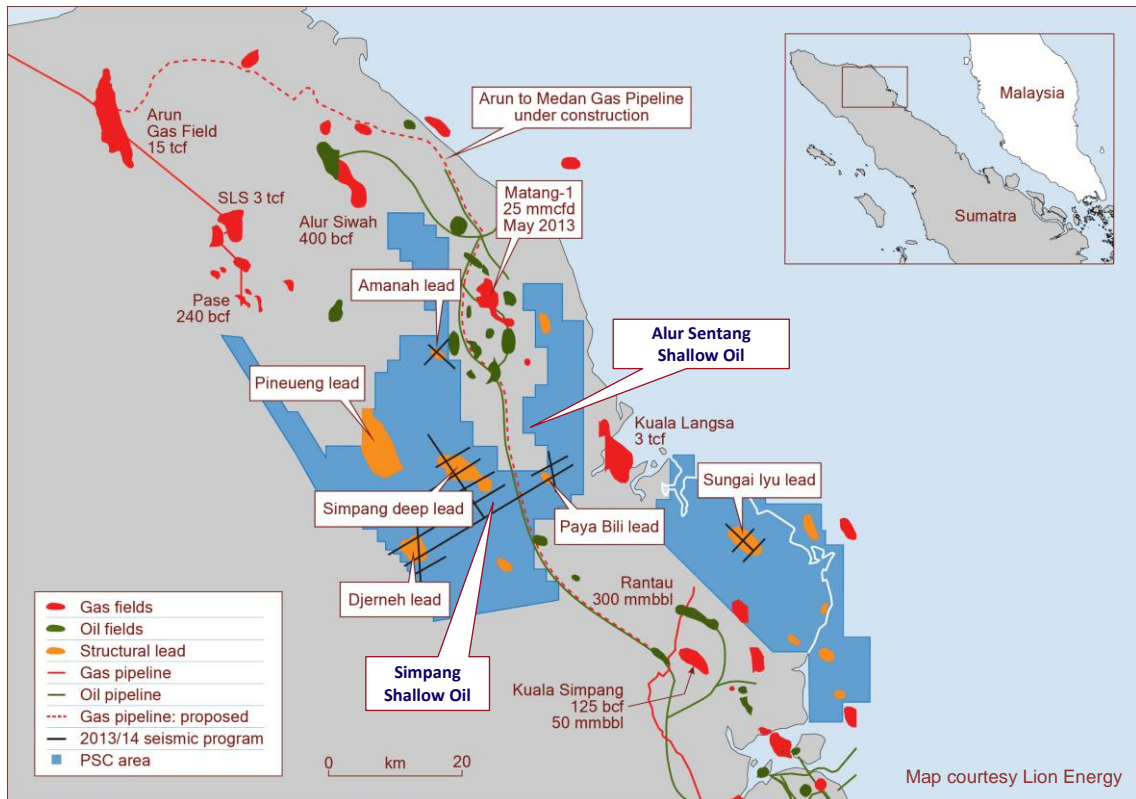 Arun to Medan Gas Pipeline
under construction
Malaysia
Sumatra
Arun
Gas Field
15 tcf
SLS 3 tcf
Alur Siwah
400 bcf
Matang-1
25 mmcfd
May 2013
Pase
240 bcf
Amanah lead
Alur Sentang
Shallow Oil
Pineueng lead
Kuala Langsa
3 tcf
Sungai Iyu lead
Simpang deep lead
Paya Bili lead
Djerneh lead
Rantau
300 mmbbl
Simpang
Shallow Oil
Kuala Simpang
125 bcf
50 mmbbl
Gas fields
Oil fields
Structural lead
Gas pipeline
Oil pipeline
Gas pipeline: proposed
2013/14 seismic program
PSC area
0 km 20
Map courtesy Lion Energy